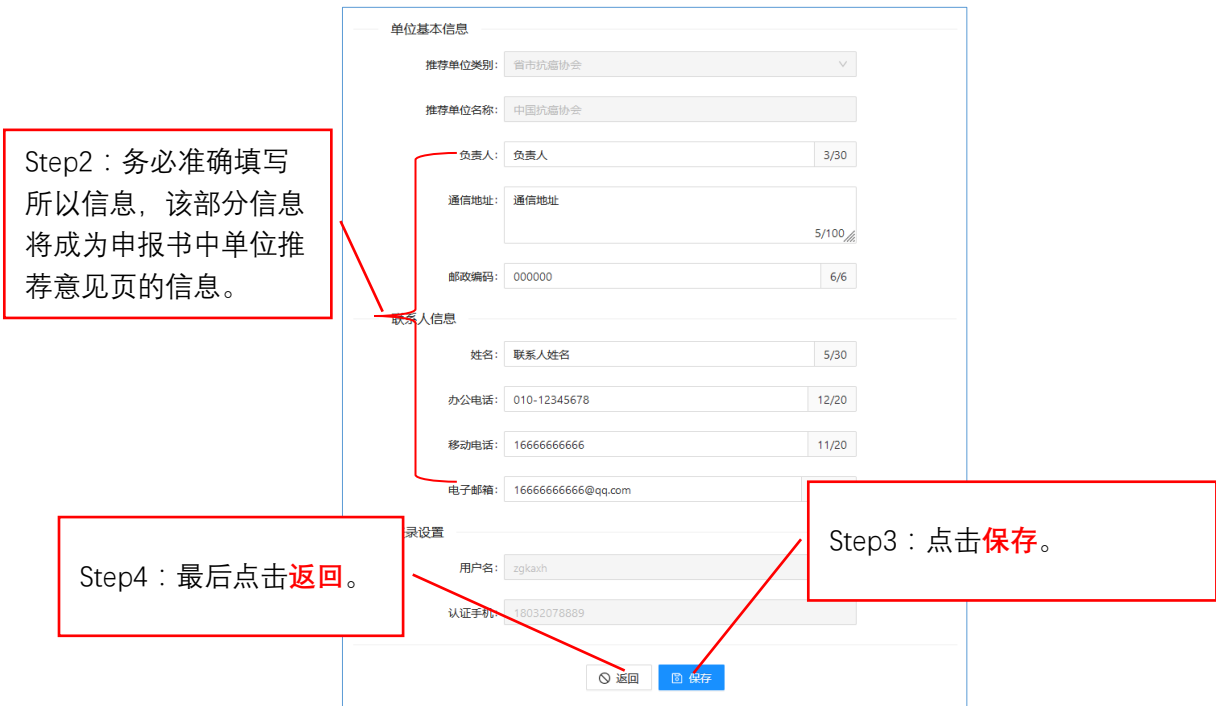 单位基本信息
推荐单位类别: 省市抗癌协会
推荐单位名称: 中国抗癌协会
负责人: 负责人 3/30
通信地址: 通信地址
5/100
邮政编码: 000000 6/6
联系人信息
姓名: 联系人姓名 5/30
办公电话: 010-12345678 12/20
移动电话: 16666666666 11/20
电子邮箱: 16666666666@qq.com
录设置
用户名: zgkaxh
认证手机: 18032078889
返回 保存
Step2：务必准确填写
所以信息，该部分信息
将成为申报书中单位推
荐意见页的信息。
Step3：点击保存。
Step4：最后点击返回。